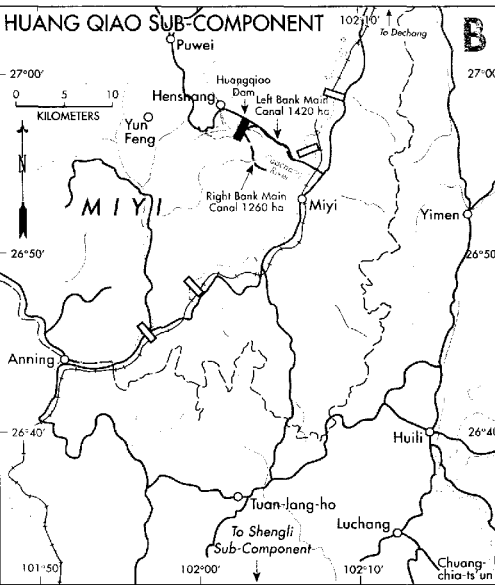 HUANG QIAO SUB-COMPONENT
102°10'
To Dechang
B
Puwei
27°00'
27°00'
Huangqiao
Dam
Henshang
Left Bank Main
Canal 1420 ha
0 5 10
KILOMETERS
Yun
Feng
N
MIYI
Right Bank Main
Canal 1260 ha
Miyi
Yimen
26°50'
26°50'
Anning
26°40'
26°40'
Huili
Tuan-lang-ho
Luchang
To Shengli
Sub-Component
101°50'
102°00'
102°10'
Chuang-
chia-ts'un